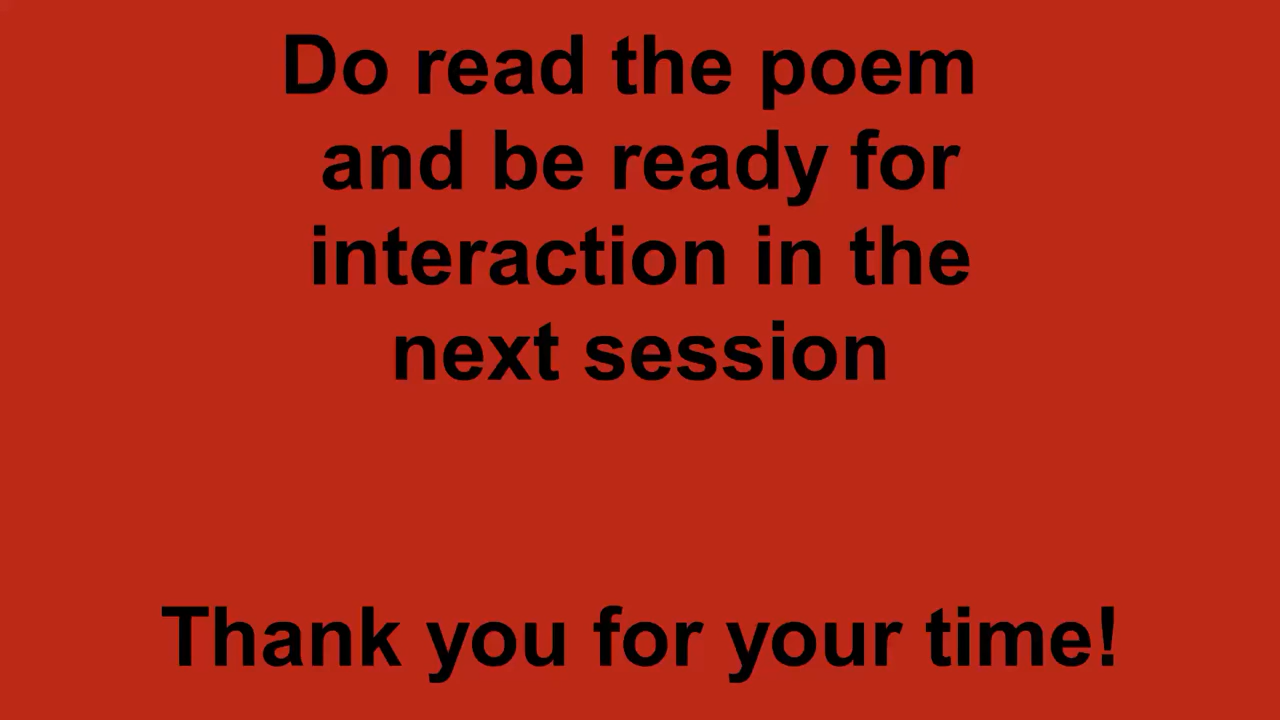 Do read the poem
and be ready for
interaction in the
next session
Thank you for your time!